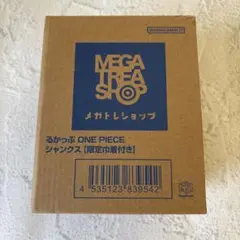 MEGA
TREA
SHOP
メガトレショップ
るかっぷ ONE PIECE
シャンクス【限定巾着付き】
4 535123 839542